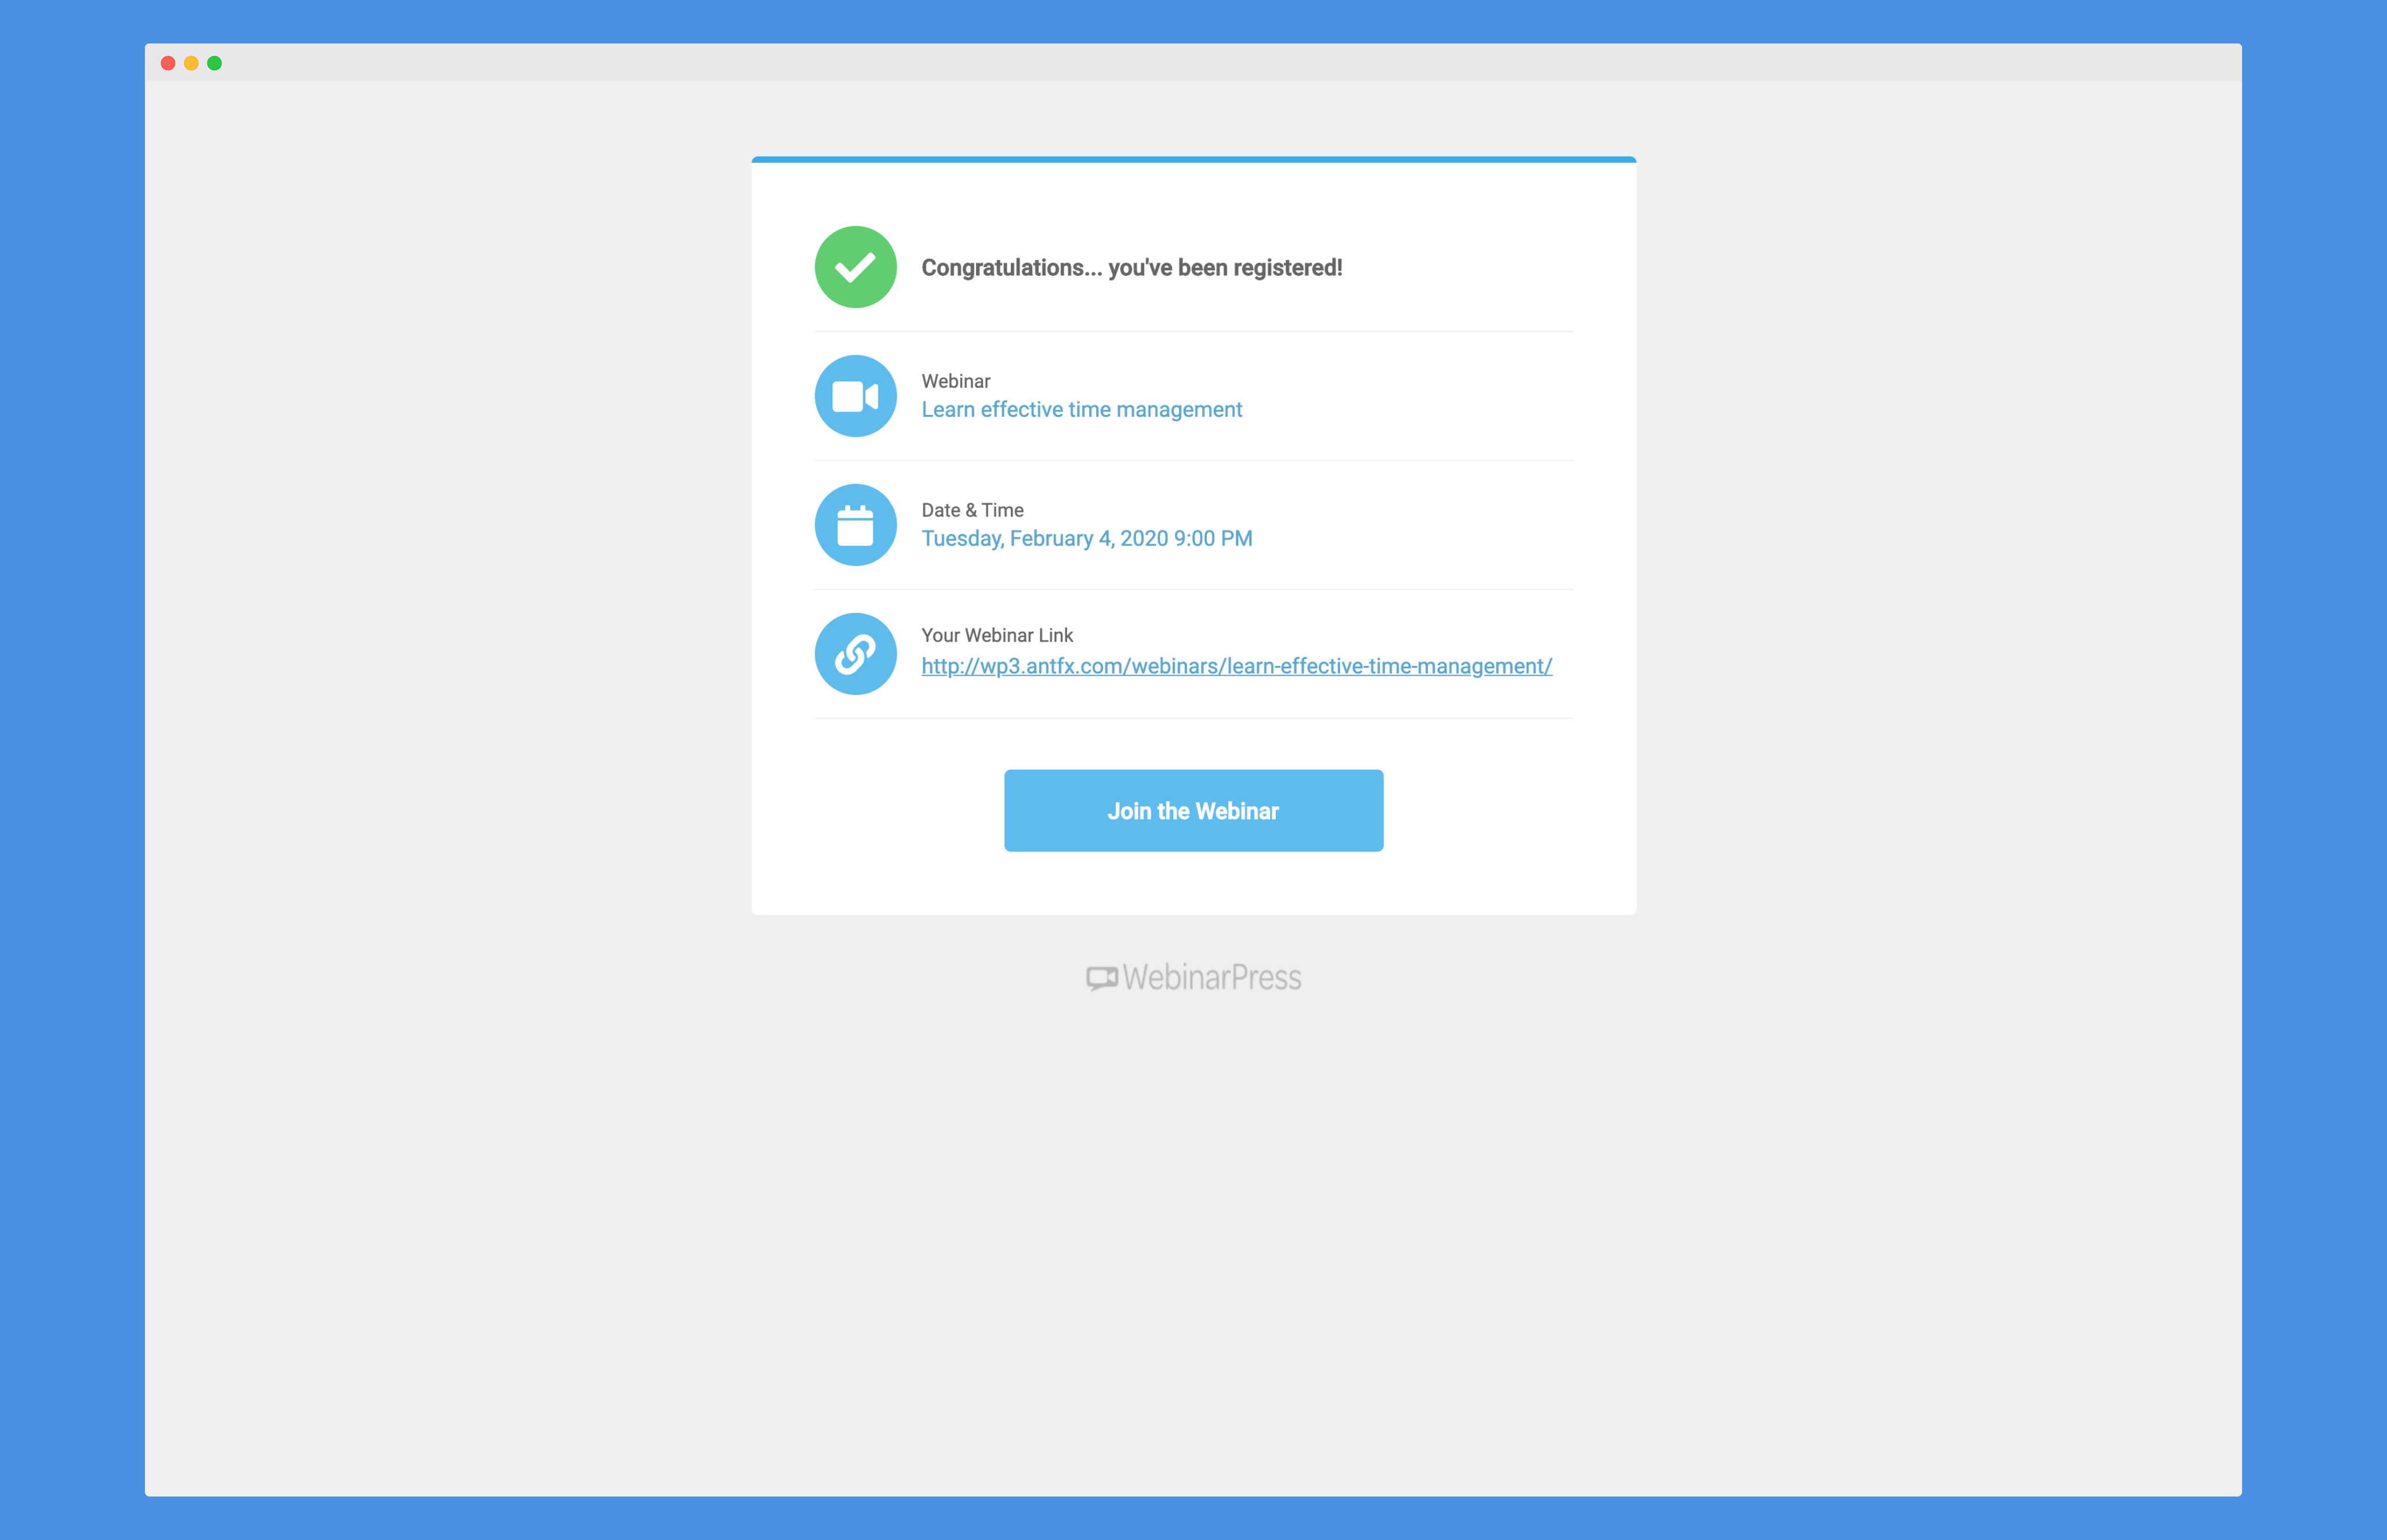 Congratulations... you've been registered!
Webinar
Learn effective time management
Date & Time
Tuesday, February 4, 2020 9:00 PM
Your Webinar Link
http://wp3.antfx.com/webinars/learn-effective-time-management/
Join the Webinar
WebinarPress